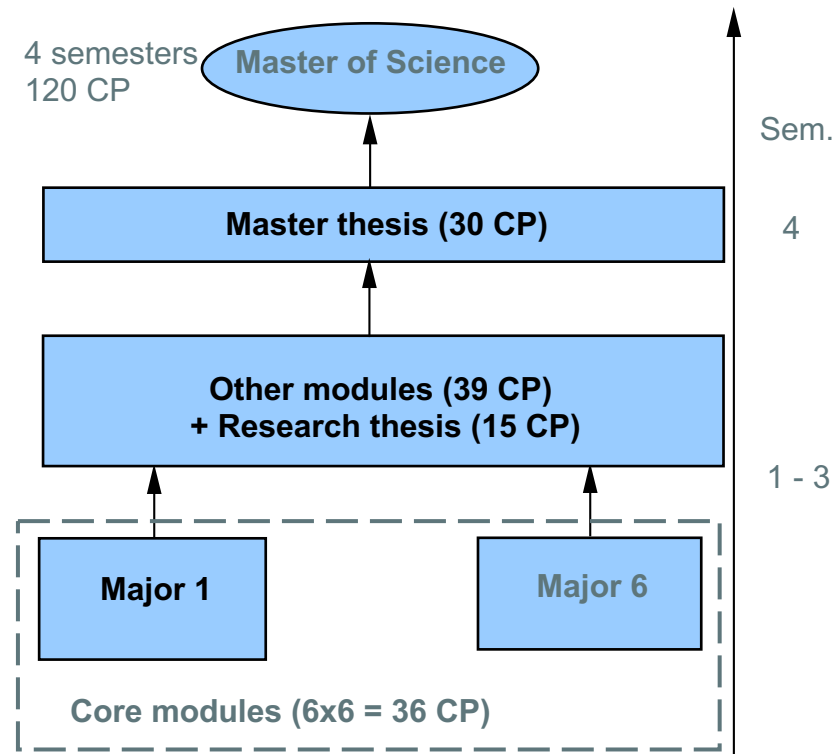 4 semesters
120 CP
Master of Science
Sem.
Master thesis (30 CP)
4
Other modules (39 CP)
+ Research thesis (15 CP)
1 - 3
Major 1
Major 6
Core modules (6x6 = 36 CP)